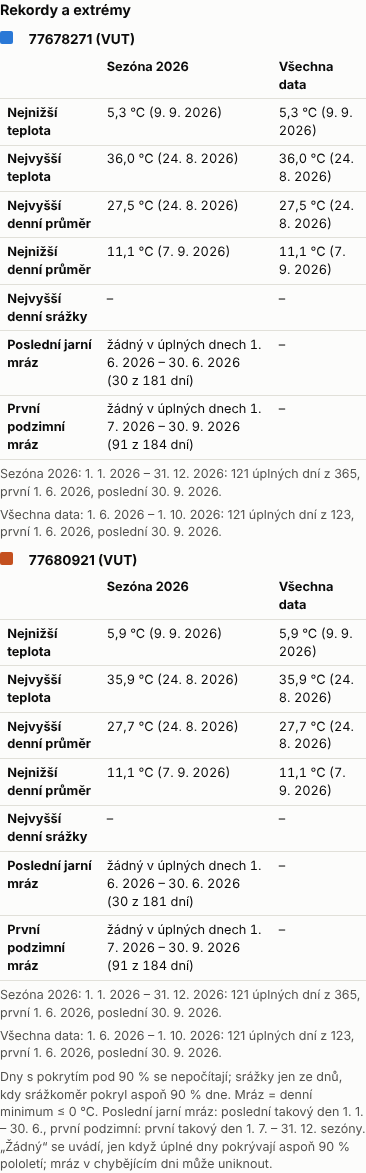 Rekordy a extrémy
77678271 (VUT)
Sezóna 2026 Všechna
data
Nejnižší 5,3 °C (9. 9. 2026) 5,3 °C (9. 9.
teplota 2026)
Nejvyšší 36,0 °C (24. 8. 2026) 36,0 °C (24.
teplota 8. 2026)
Nejvyšší 27,5 °C (24. 8. 2026) 27,5 °C (24.
denní průměr 8. 2026)
Nejnižší 11,1 °C (7. 9. 2026) 11,1 °C (7.
denní průměr 9. 2026)
Nejvyšší – –
denní srážky
Poslední jarní žádný v úplných dnech 1. –
mráz 6. 2026 – 30. 6. 2026
(30 z 181 dní)
První žádný v úplných dnech 1. –
podzimní 7. 2026 – 30. 9. 2026
mráz (91 z 184 dní)
Sezóna 2026: 1. 1. 2026 – 31. 12. 2026: 121 úplných dní z 365,
první 1. 6. 2026, poslední 30. 9. 2026.
Všechna data: 1. 6. 2026 – 1. 10. 2026: 121 úplných dní z 123,
první 1. 6. 2026, poslední 30. 9. 2026.
77680921 (VUT)
Sezóna 2026 Všechna
data
Nejnižší 5,9 °C (9. 9. 2026) 5,9 °C (9. 9.
teplota 2026)
Nejvyšší 35,9 °C (24. 8. 2026) 35,9 °C (24.
teplota 8. 2026)
Nejvyšší 27,7 °C (24. 8. 2026) 27,7 °C (24.
denní průměr 8. 2026)
Nejnižší 11,1 °C (7. 9. 2026) 11,1 °C (7.
denní průměr 9. 2026)
Nejvyšší – –
denní srážky
Poslední jarní žádný v úplných dnech 1. –
mráz 6. 2026 – 30. 6. 2026
(30 z 181 dní)
První žádný v úplných dnech 1. –
podzimní 7. 2026 – 30. 9. 2026
mráz (91 z 184 dní)
Sezóna 2026: 1. 1. 2026 – 31. 12. 2026: 121 úplných dní z 365,
první 1. 6. 2026, poslední 30. 9. 2026.
Všechna data: 1. 6. 2026 – 1. 10. 2026: 121 úplných dní z 123,
první 1. 6. 2026, poslední 30. 9. 2026.
Dny s pokrytím pod 90 % se nepočítají; srážky jen ze dnů,
kdy srážkoměr pokryl aspoň 90 % dne. Mráz = denní
minimum ≤ 0 °C. Poslední jarní mráz: poslední takový den 1. 1.
– 30. 6., první podzimní: první takový den 1. 7. – 31. 12. sezóny.
„Žádný“ se uvádí, jen když úplné dny pokrývají aspoň 90 %
pololetí; mráz v chybějícím dni může uniknout.